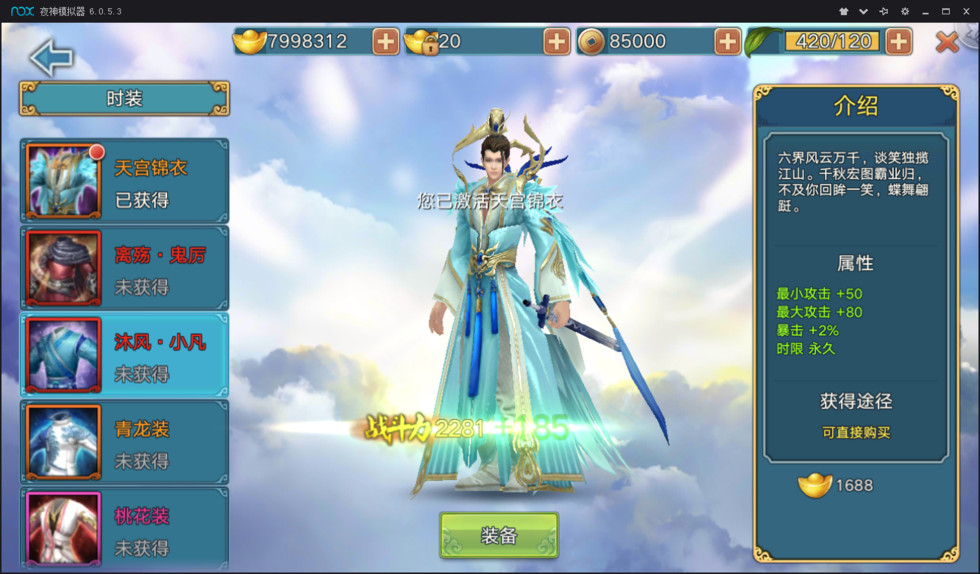 nox 夜神模拟器 6.0.5.3
7998312
20
85000
420/120
时装
天宫锦衣
已获得
离殇·鬼厉
未获得
沐风·小凡
未获得
青龙装
未获得
桃花装
未获得
您已激活天宫锦衣
战斗力2281 +185
装备
介绍
六界风云万千，谈笑独揽
江山。千秋宏图霸业归，
不及你回眸一笑，蝶舞翩
跹。
属性
最小攻击 +50
最大攻击 +80
暴击 +2%
时限 永久
获得途径
可直接购买
1688